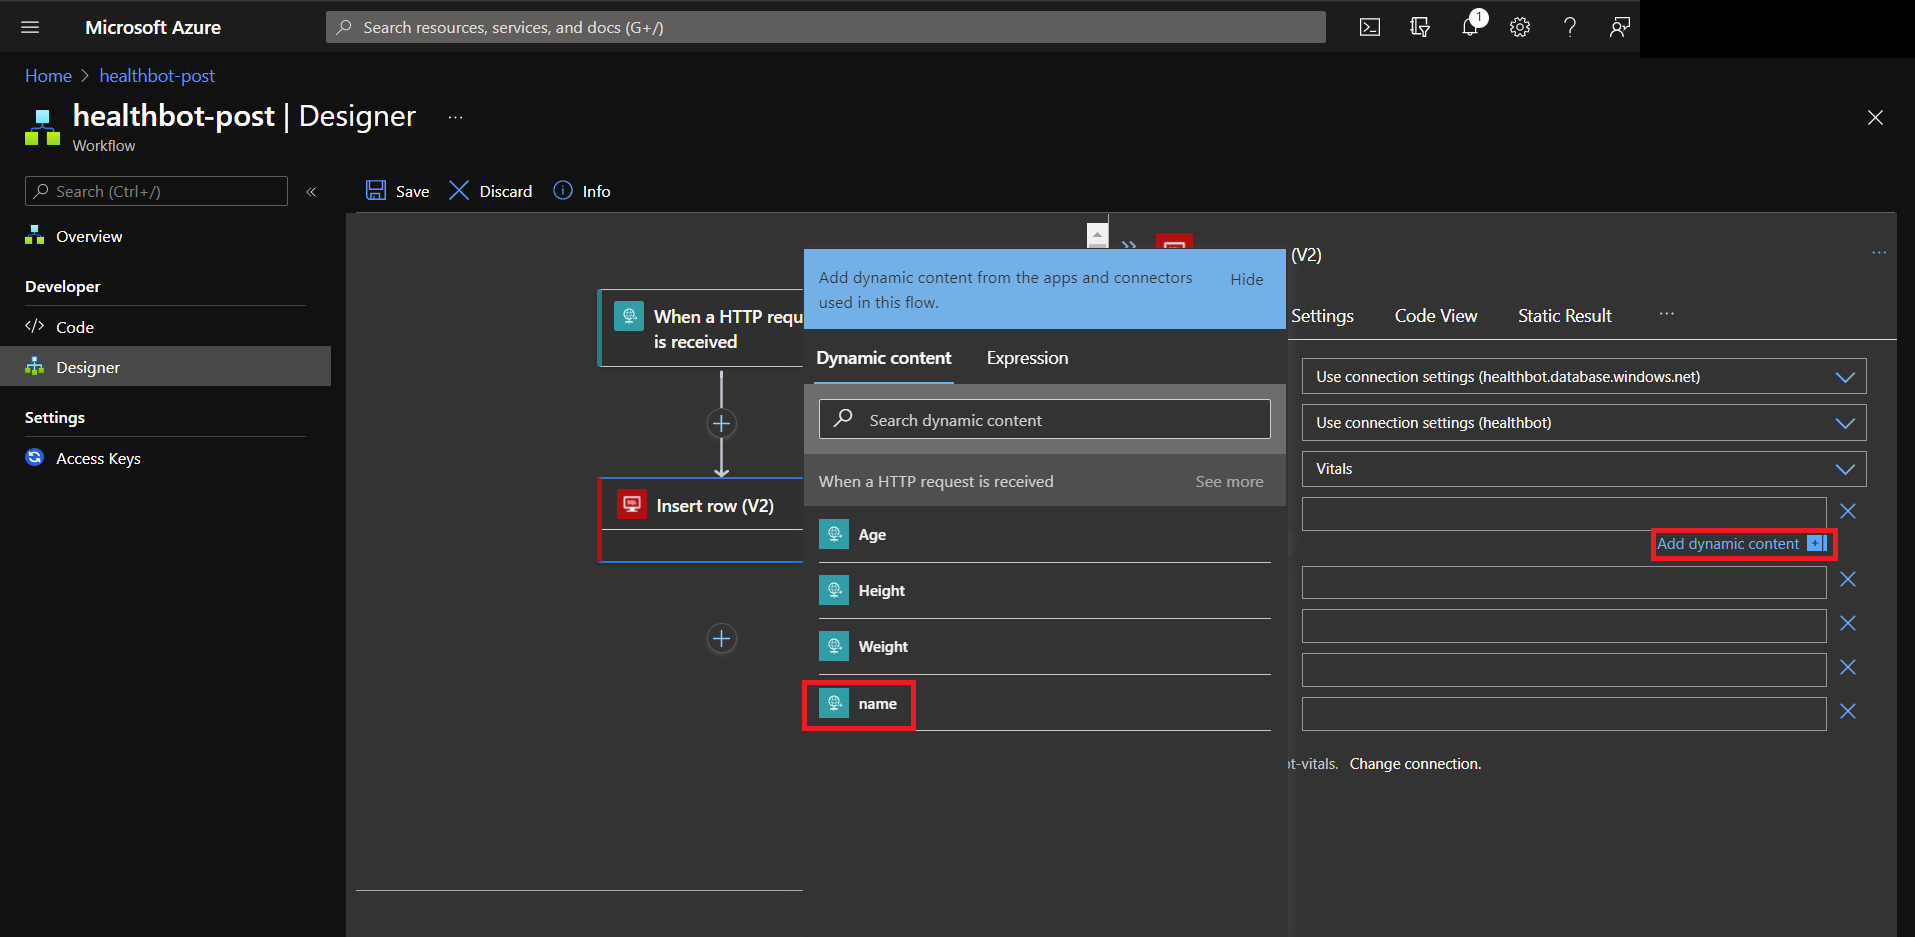 Microsoft Azure
Search resources, services, and docs (G+/)
1
Home > healthbot-post
healthbot-post | Designer ...
Workflow
Search (Ctrl+/)
«
Save
Discard
Info
Overview
Developer
</> Code
Designer
Settings
Access Keys
When a HTTP requ
is received
Insert row (V2)
Add dynamic content from the apps and connectors
used in this flow.
Hide
Dynamic content
Expression
Search dynamic content
When a HTTP request is received
See more
Age
Height
Weight
name
(V2)
...
Settings
Code View
Static Result
...
Use connection settings (healthbot.database.windows.net)
Use connection settings (healthbot)
Vitals
Add dynamic content
t-vitals. Change connection.